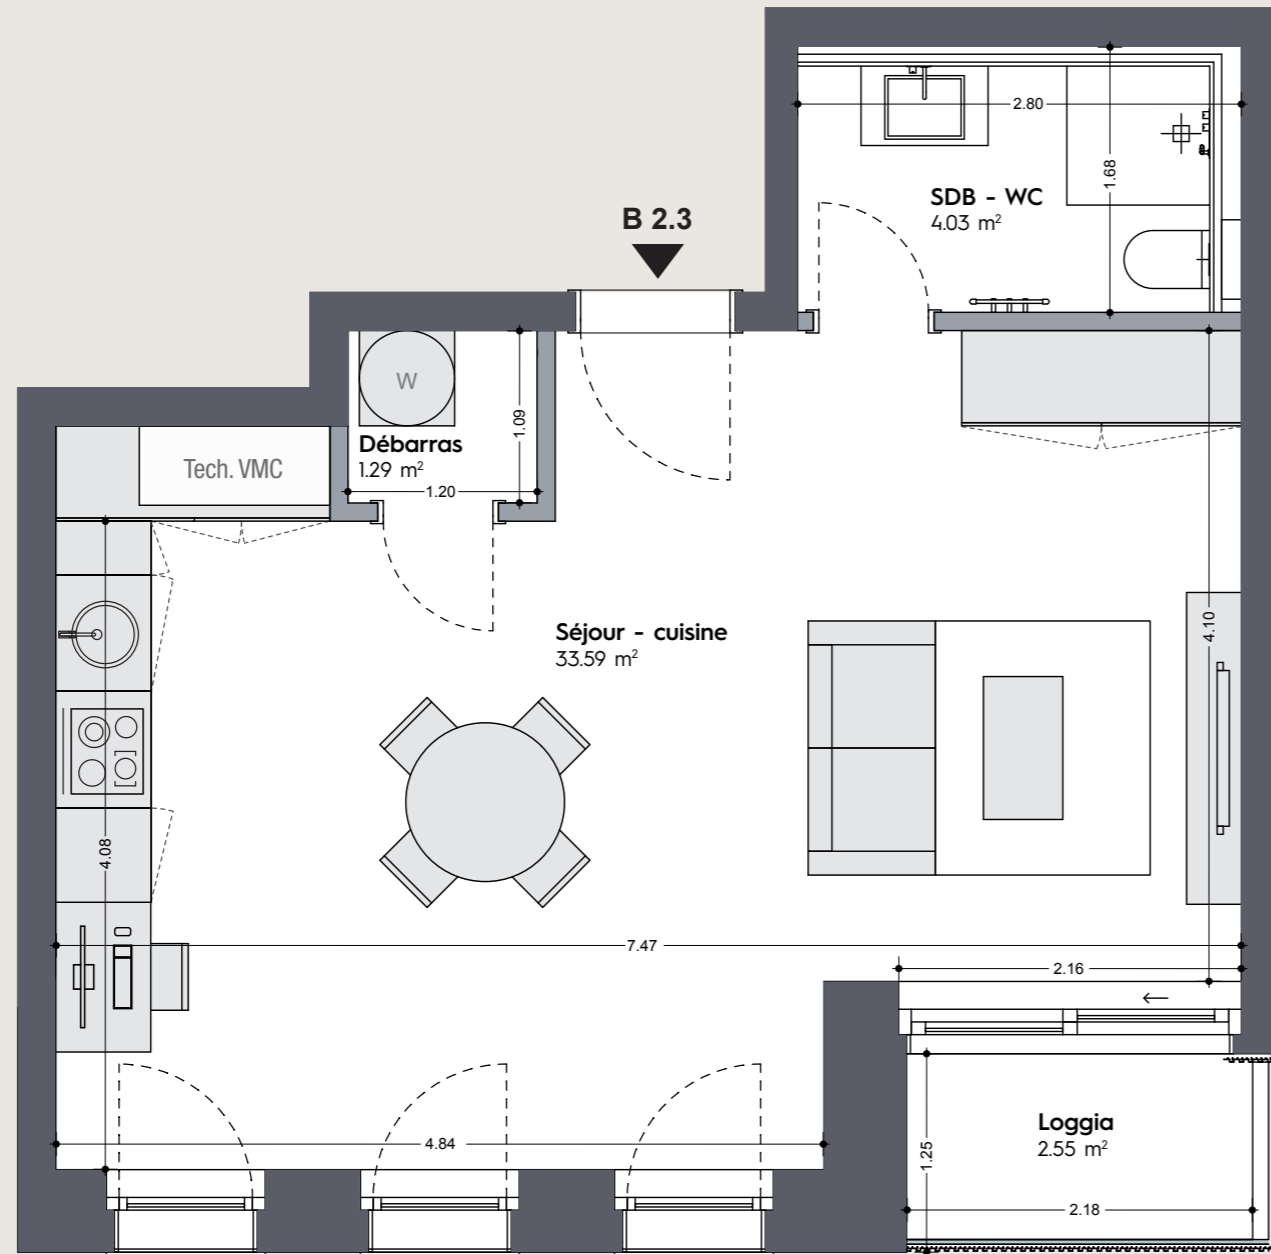 2.80
1.68
SDB - WC
4.03 m²
B 2.3
W
1.09
Débarras
1.29 m²
Tech. VMC
1.20
4.10
Séjour - cuisine
33.59 m²
4.08
7.47
2.16
4.84
Loggia
2.55 m²
1.25
2.18